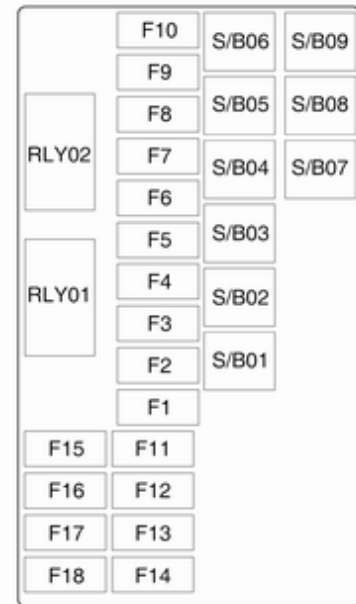 F10
S/B06
S/B09
F9
F8
S/B05
S/B08
RLY02
F7
S/B04
S/B07
F6
F5
S/B03
RLY01
F4
S/B02
F3
F2
S/B01
F1
F15
F11
F16
F12
F17
F13
F18
F14